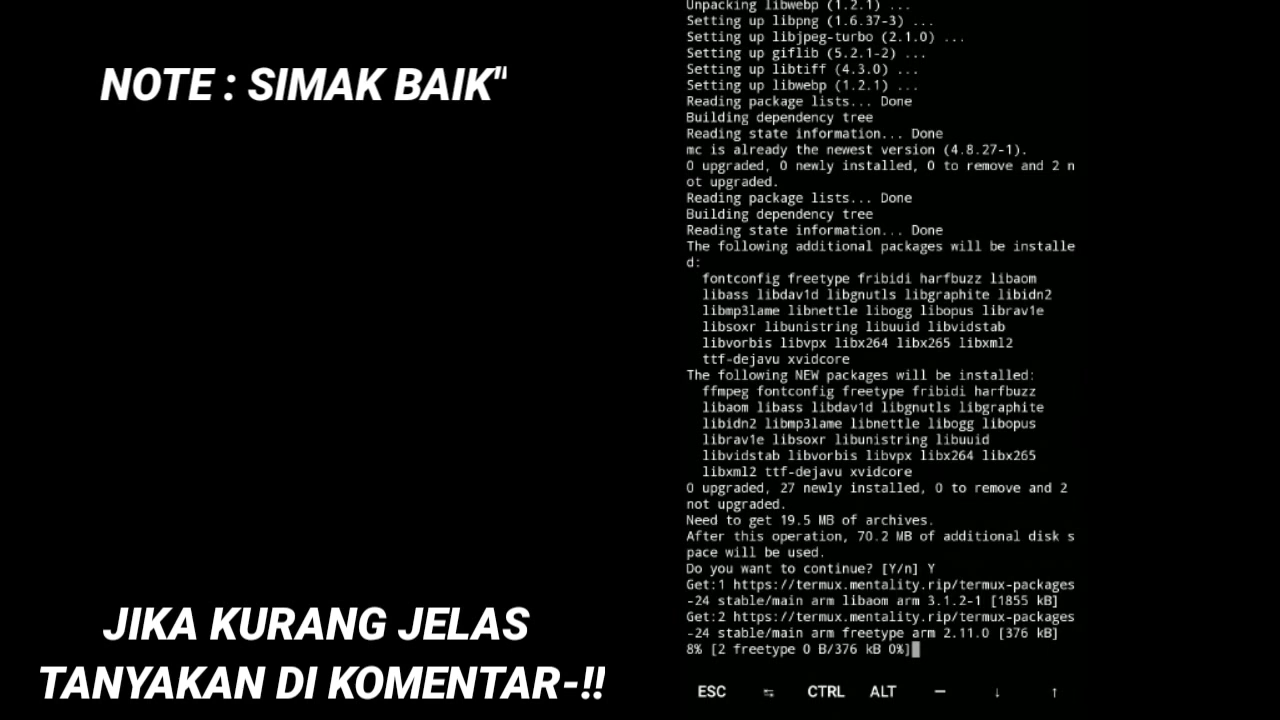 NOTE : SIMAK BAIK"
JIKA KURANG JELAS
TANYAKAN DI KOMENTAR-!!
Unpacking libwebp (1.2.1) ...
Setting up libpng (1.6.37-3) ...
Setting up libjpeg-turbo (2.1.0) ...
Setting up giflib (5.2.1-2) ...
Setting up libtiff (4.3.0) ...
Setting up libwebp (1.2.1) ...
Reading package lists... Done
Building dependency tree
Reading state information... Done
mc is already the newest version (4.8.27-1).
0 upgraded, 0 newly installed, 0 to remove and 2 n
ot upgraded.
Reading package lists... Done
Building dependency tree
Reading state information... Done
The following additional packages will be installe
d:
fontconfig freetype fribidi harfbuzz libaom
libass libdav1d libgnutls libgraphite libidn2
libmp3lame libnettle libogg libopus librav1e
libsoxr libunistring libuuid libvidstab
libvorbis libvpx libx264 libx265 libxml2
ttf-dejavu xvidcore
The following NEW packages will be installed:
ffmpeg fontconfig freetype fribidi harfbuzz
libaom libass libdav1d libgnutls libgraphite
libidn2 libmp3lame libnettle libogg libopus
librav1e libsoxr libunistring libuuid
libvidstab libvorbis libvpx libx264 libx265
libxml2 ttf-dejavu xvidcore
0 upgraded, 27 newly installed, 0 to remove and 2
not upgraded.
Need to get 19.5 MB of archives.
After this operation, 70.2 MB of additional disk s
pace will be used.
Do you want to continue? [Y/n] Y
Get:1 https://termux.mentality.rip/termux-packages
-24 stable/main arm libaom arm 3.1.2-1 [1855 kB]
Get:2 https://termux.mentality.rip/termux-packages
-24 stable/main arm freetype arm 2.11.0 [376 kB]
8% [2 freetype 0 B/376 kB 0%]
ESC ⇆ CTRL ALT — ↓ ↑